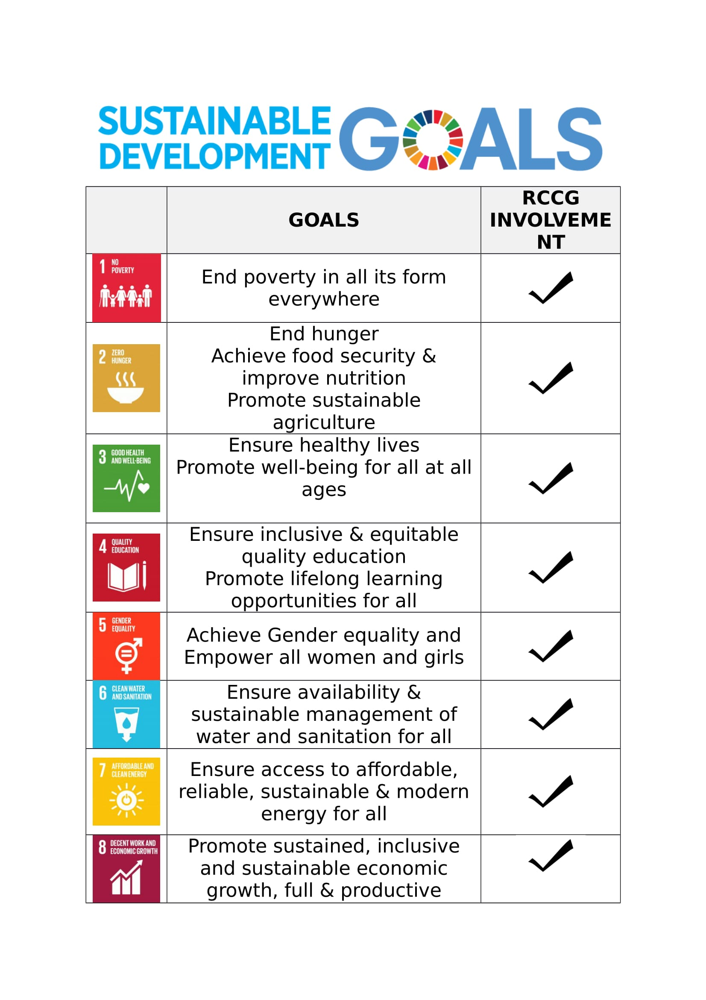 SUSTAINABLE
DEVELOPMENT
GOALS
GOALS
RCCG
INVOLVEME
NT
1 NO
POVERTY
End poverty in all its form
everywhere
2 ZERO
HUNGER
End hunger
Achieve food security &
improve nutrition
Promote sustainable
agriculture
3 GOOD HEALTH
AND WELL-BEING
Ensure healthy lives
Promote well-being for all at all
ages
4 QUALITY
EDUCATION
Ensure inclusive & equitable
quality education
Promote lifelong learning
opportunities for all
5 GENDER
EQUALITY
Achieve Gender equality and
Empower all women and girls
6 CLEAN WATER
AND SANITATION
Ensure availability &
sustainable management of
water and sanitation for all
7 AFFORDABLE AND
CLEAN ENERGY
Ensure access to affordable,
reliable, sustainable & modern
energy for all
8 DECENT WORK AND
ECONOMIC GROWTH
Promote sustained, inclusive
and sustainable economic
growth, full & productive